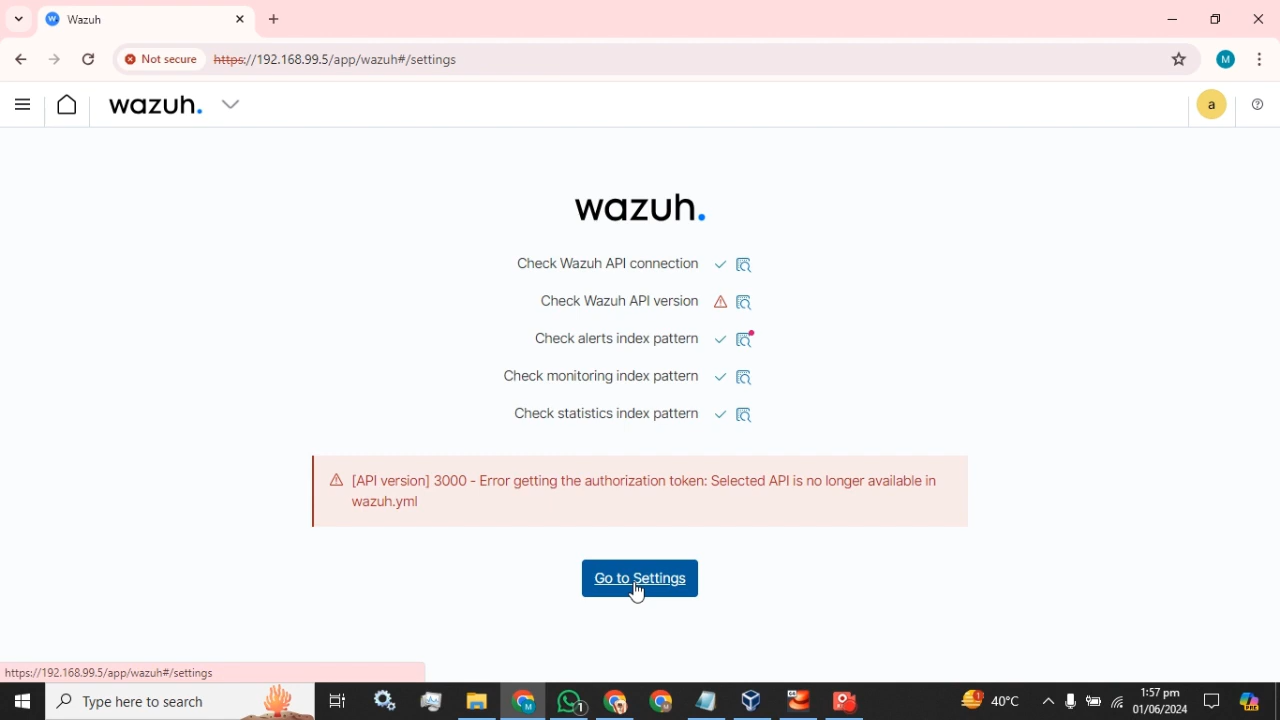 Wazuh
Not secure https://192.168.99.5/app/wazuh#/settings M
wazuh. a
wazuh.
Check Wazuh API connection
Check Wazuh API version
Check alerts index pattern
Check monitoring index pattern
Check statistics index pattern
[API version] 3000 - Error getting the authorization token: Selected API is no longer available in
wazuh.yml
Go to Settings
https://192.168.99.5/app/wazuh#/settings
Type here to search
40°C
1:57 pm
01/06/2024